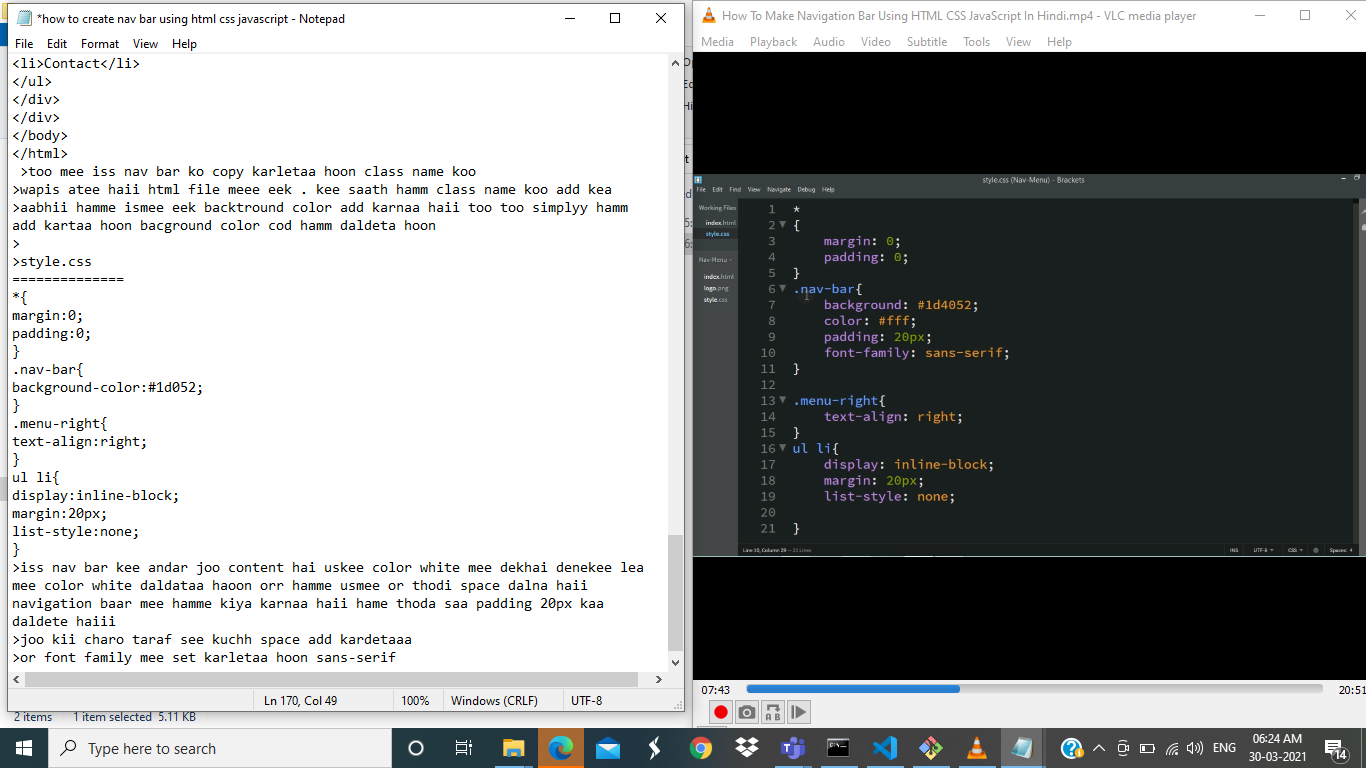 *how to create nav bar using html css javascript - Notepad
File Edit Format View Help
<li>Contact</li>
</ul>
</div>
</div>
</body>
</html>
>too mee iss nav bar ko copy karletaa hoon class name koo
>wapis atee haii html file meee eek . kee saath hamm class name koo add kea
>aabhii hamme ismee eek backtround color add karnaa haii too too simplyy hamm
add kartaa hoon bacground color cod hamm daldeta hoon
>
>style.css
==============
*{
margin:0;
padding:0;
}
.nav-bar{
background-color:#1d052;
}
.menu-right{
text-align:right;
}
ul li{
display:inline-block;
margin:20px;
list-style:none;
}
>iss nav bar kee andar joo content hai uskee color white mee dekhai denekee lea
mee color white daldataa haoon orr hamme usmee or thodi space dalna haii
navigation baar mee hamme kiya karnaa haii hame thoda saa padding 20px kaa
daldete haiii
>joo kii charo taraf see kuchh space add kardetaaa
>or font family mee set karletaa hoon sans-serif
Ln 170, Col 49 100% Windows (CRLF) UTF-8
2 items 1 item selected 5.11 KB
How To Make Navigation Bar Using HTML CSS JavaScript In Hindi.mp4 - VLC media player
Media Playback Audio Video Subtitle Tools View Help
style.css (Nav-Menu) - Brackets
File Edit Find View Navigate Debug Help
Working Files
index.html
style.css
Nav-Menu
index.html
logo.png
style.css
1 *
2 {
3 margin: 0;
4 padding: 0;
5 }
6 .nav-bar{
7 background: #1d4052;
8 color: #fff;
9 padding: 20px;
10 font-family: sans-serif;
11 }
12
13 .menu-right{
14 text-align: right;
15 }
16 ul li{
17 display: inline-block;
18 margin: 20px;
19 list-style: none;
20
21 }
Line 10, Column 29 — 21 Lines
INS UTF-8 CSS Spaces: 4
07:43 20:51
Type here to search
ENG
06:24 AM
30-03-2021
14